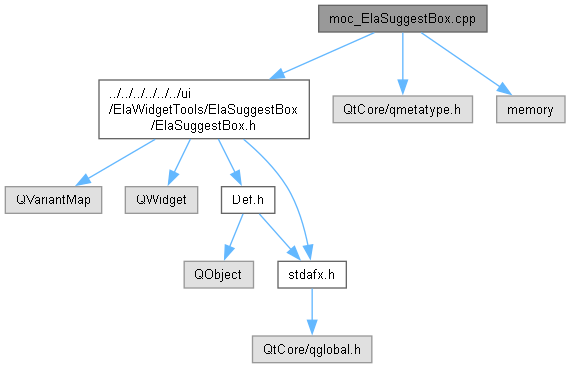 moc_ElaSuggestBox.cpp
../../../../../../ui
/ElaWidgetTools/ElaSuggestBox
/ElaSuggestBox.h
QtCore/qmetatype.h
memory
QVariantMap
QWidget
Def.h
QObject
stdafx.h
QtCore/qglobal.h